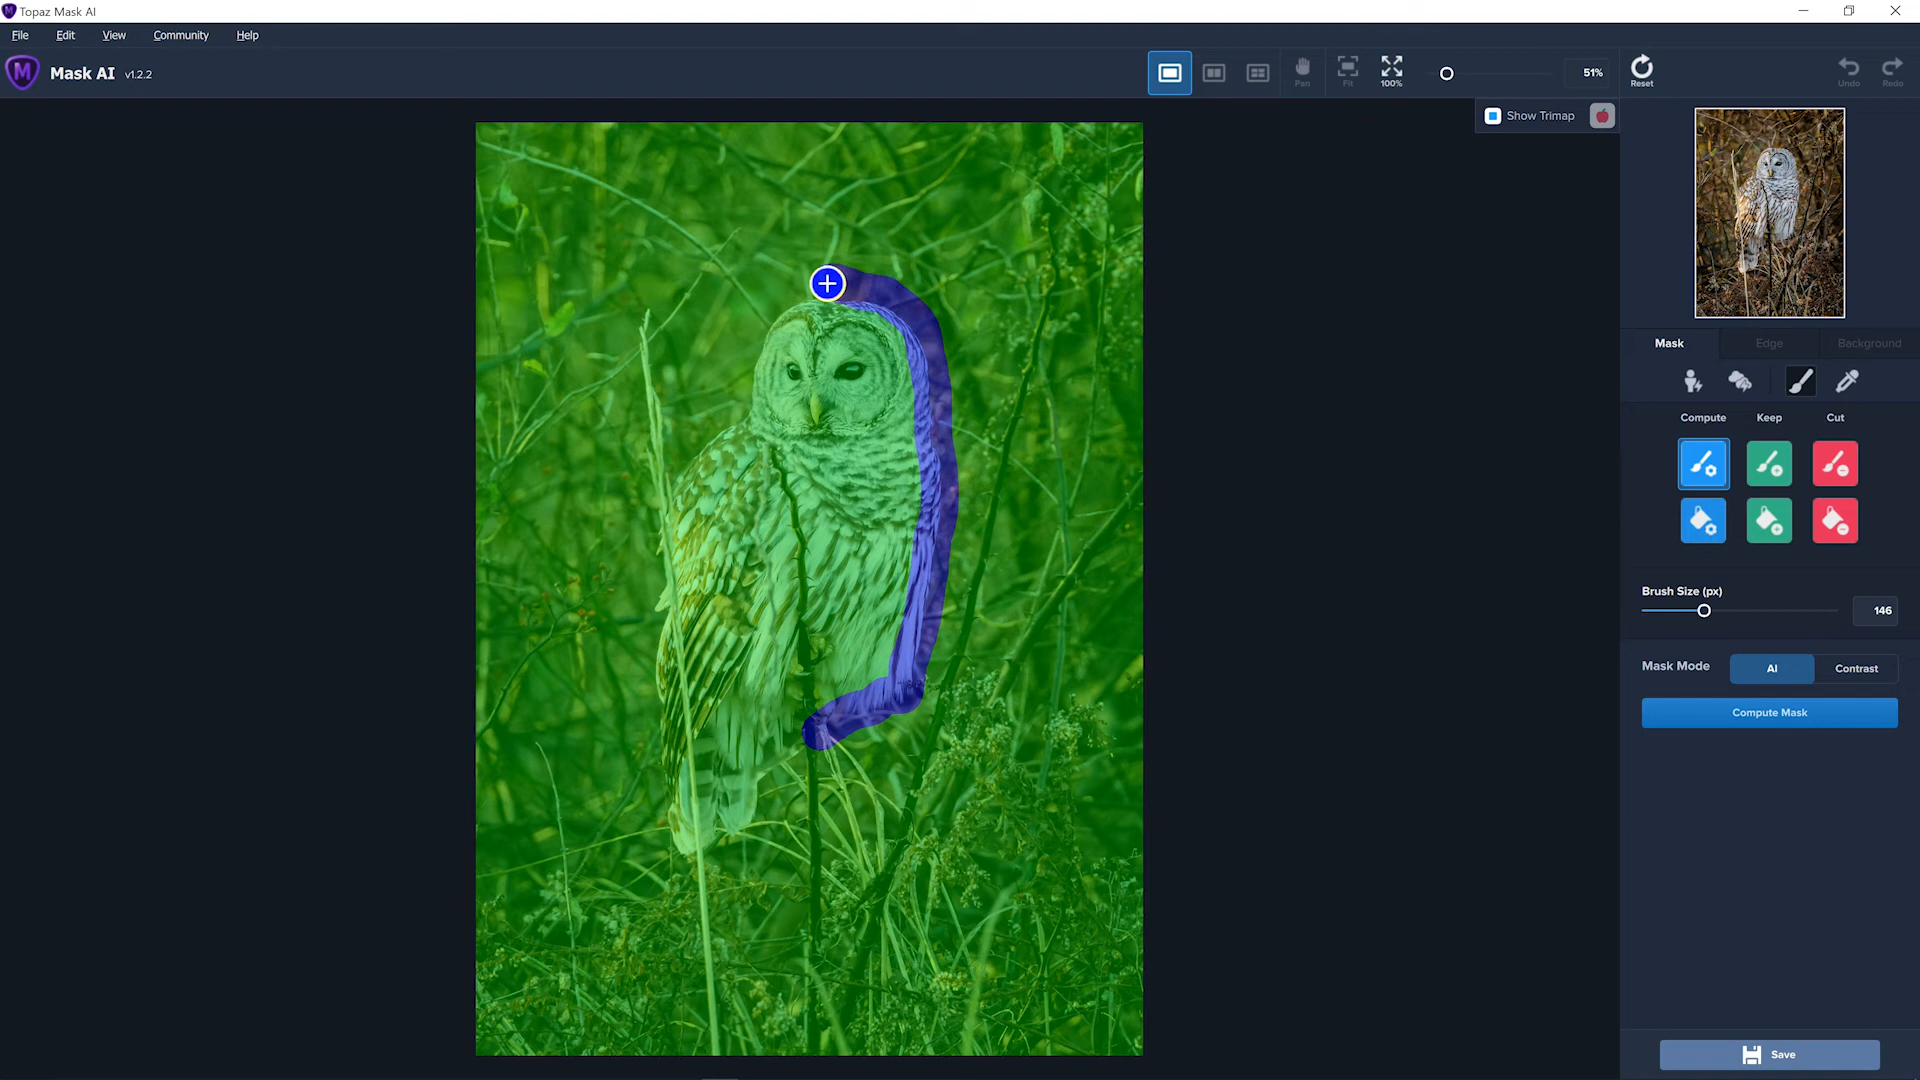 Topaz Mask AI
File Edit View Community Help
Mask AI v1.2.2
Pan Fit 100% 51% Reset Undo Redo
Show Trimap
Mask Edge Background
Compute Keep Cut
Brush Size (px)
146
Mask Mode AI Contrast
Compute Mask
Save